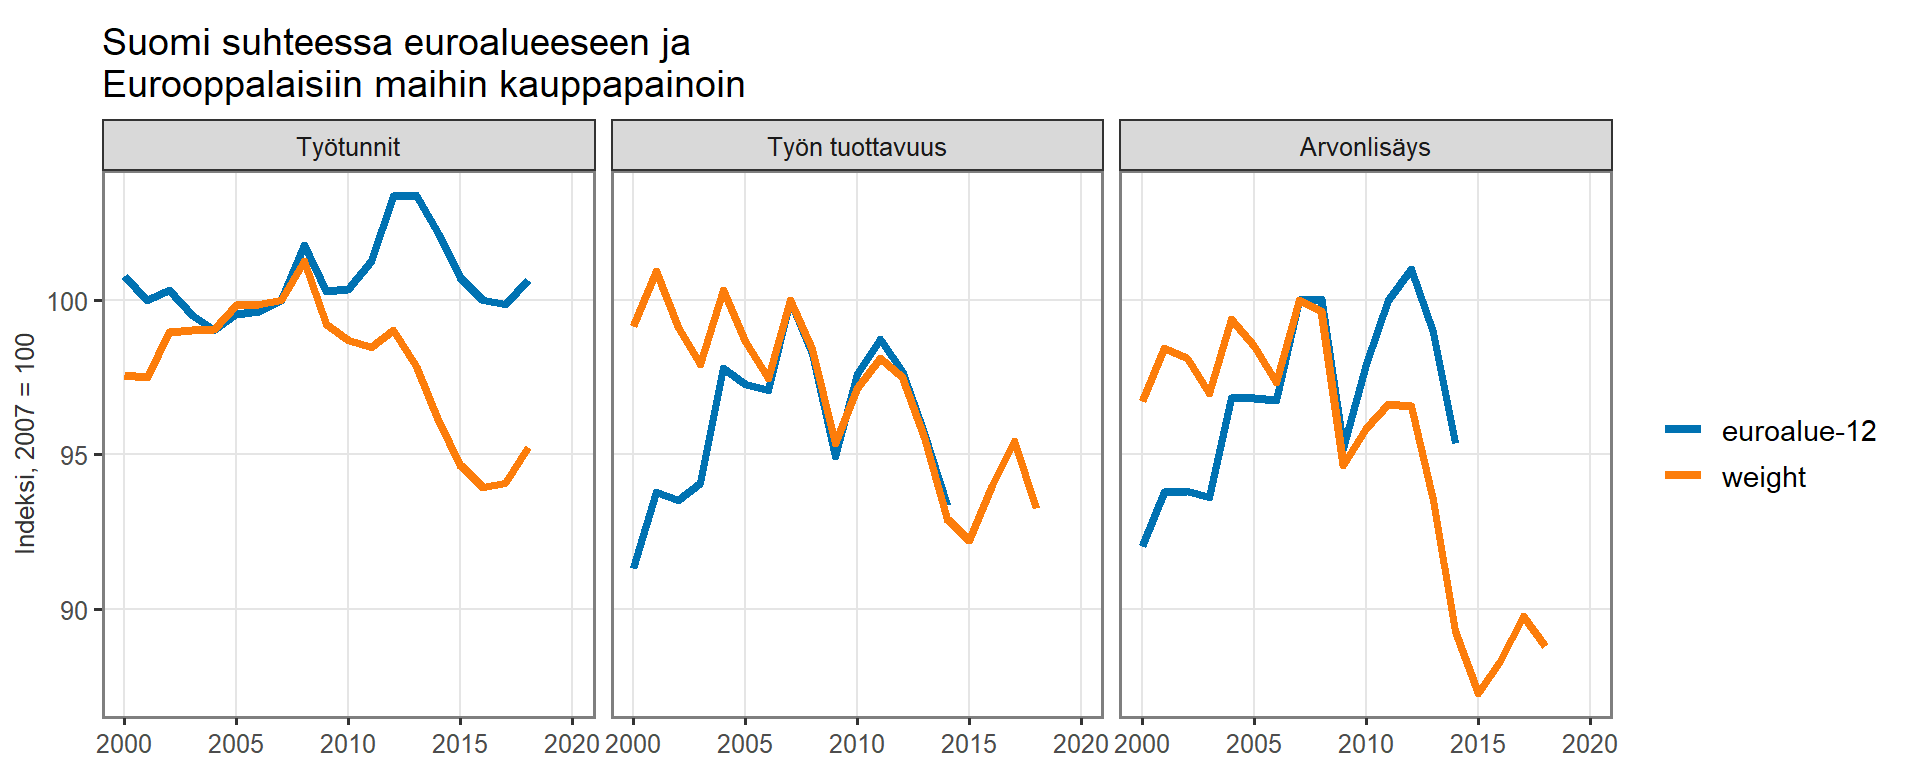 Suomi suhteessa euroalueeseen ja
Eurooppalaisiin maihin kauppapainoin
Työtunnit
Työn tuottavuus
Arvonlisäys
Indeksi, 2007 = 100
100
95
90
2000 2005 2010 2015 2020
2000 2005 2010 2015 2020
2000 2005 2010 2015 2020
euroalue-12
weight